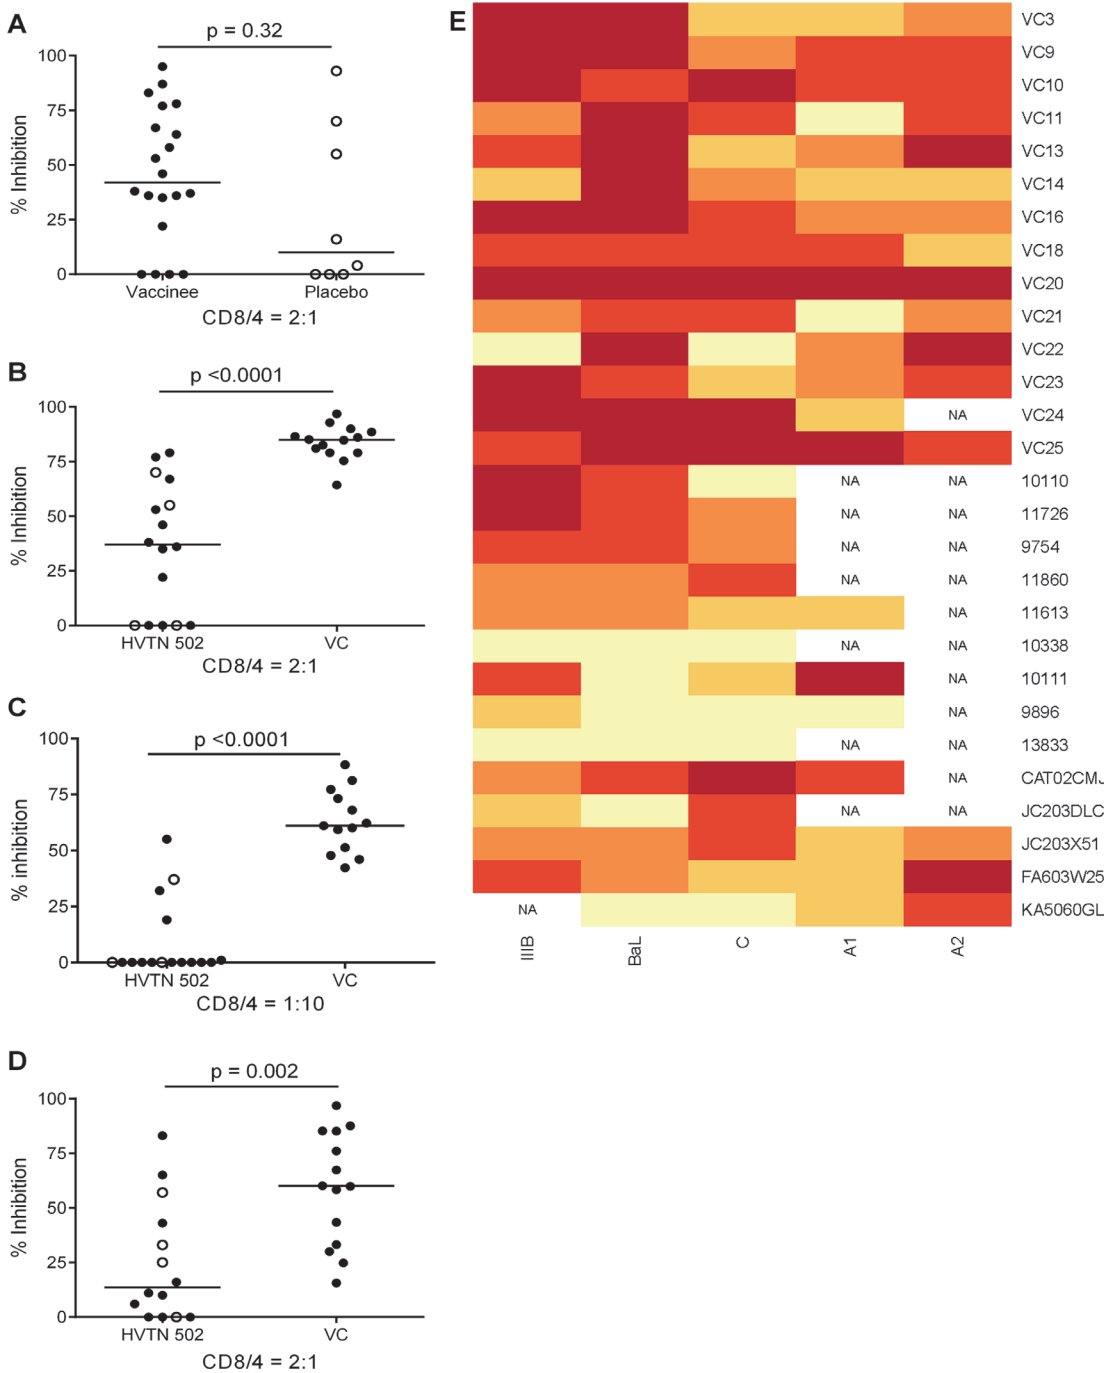 A
p = 0.32
100
75
50
25
0
% Inhibition
Vaccinee Placebo
CD8/4 = 2:1
B
p <0.0001
100
75
50
25
0
% Inhibition
HVTN 502 VC
CD8/4 = 2:1
C
p <0.0001
100
75
50
25
0
% inhibition
HVTN 502 VC
CD8/4 = 1:10
D
p = 0.002
100
75
50
25
0
% Inhibition
HVTN 502 VC
CD8/4 = 2:1
E
VC3
VC9
VC10
VC11
VC13
VC14
VC16
VC18
VC20
VC21
VC22
VC23
NA VC24
VC25
NA NA 10110
NA NA 11726
NA NA 9754
NA NA 11860
NA 11613
NA NA 10338
NA 10111
NA 9896
NA NA 13833
NA CAT02CMJ
NA NA JC203DLC
JC203X51
FA603W25
NA KA5060GL
IIIB BaL C A1 A2